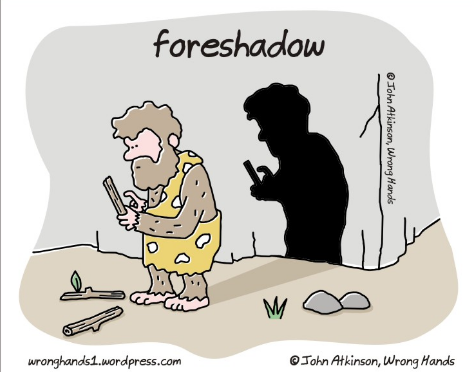 foreshadow
© John Atkinson, Wrong Hands
wronghands1.wordpress.com
© John Atkinson, Wrong Hands